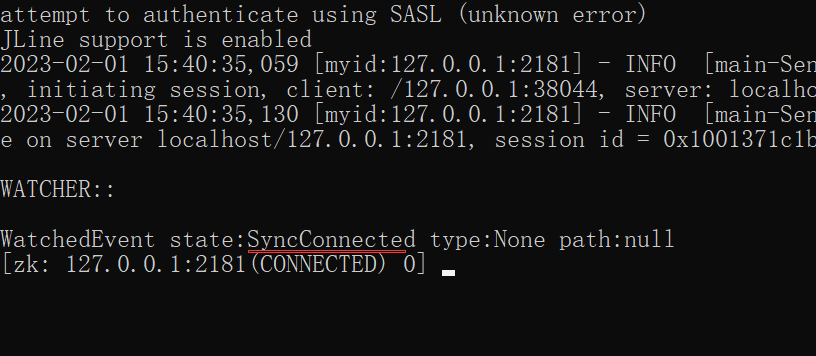 attempt to authenticate using SASL (unknown error)
JLine support is enabled
2023-02-01 15:40:35,059 [myid:127.0.0.1:2181] - INFO  [main-Sen
, initiating session, client: /127.0.0.1:38044, server: localho
2023-02-01 15:40:35,130 [myid:127.0.0.1:2181] - INFO  [main-Sen
e on server localhost/127.0.0.1:2181, session id = 0x1001371c1b
WATCHER::
WatchedEvent state:SyncConnected type:None path:null
[zk: 127.0.0.1:2181(CONNECTED) 0]